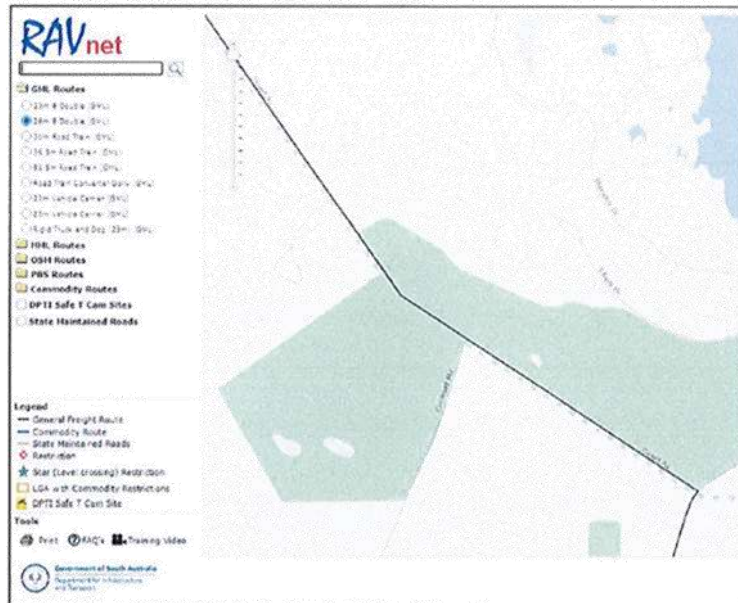 RAVnet
GML Routes
23m B Double (GML)
26m B Double (GML)
30m Road Train (GML)
36.5m Road Train (GML)
53.5m Road Train (GML)
Road Train Converter Dolly (GML)
23m Vehicle Carrier (GML)
25m Vehicle Carrier (GML)
Rigid Truck and Dog (23m) (GML)
HML Routes
OSM Routes
PBS Routes
Commodity Routes
DPTI Safe T Cam Sites
State Maintained Roads
Legend
General Freight Route
Commodity Route
State Maintained Roads
Restriction
Star (Level crossing) Restriction
LGA with Commodity Restrictions
DPTI Safe T Cam Site
Tools
Print FAQ's Training Video
Government of South Australia
Department for Infrastructure
and Transport